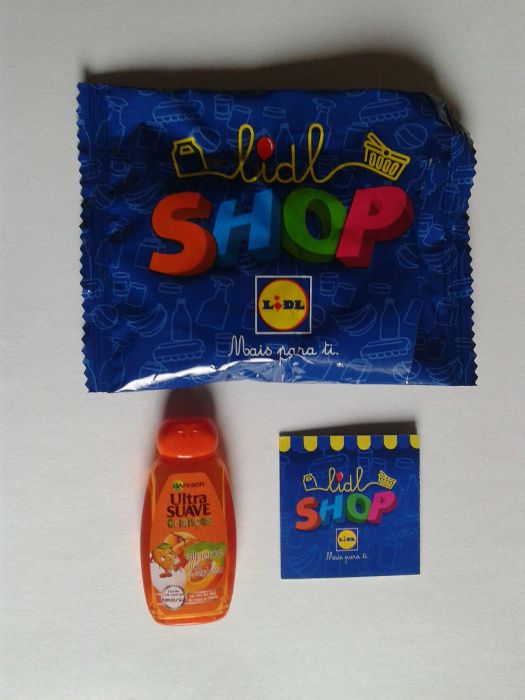 lidl
SHOP
LIDL
Mais para ti.
GARNIER
Ultra
SUAVE
Crianças
lidl
SHOP
LIDL
Mais para ti.